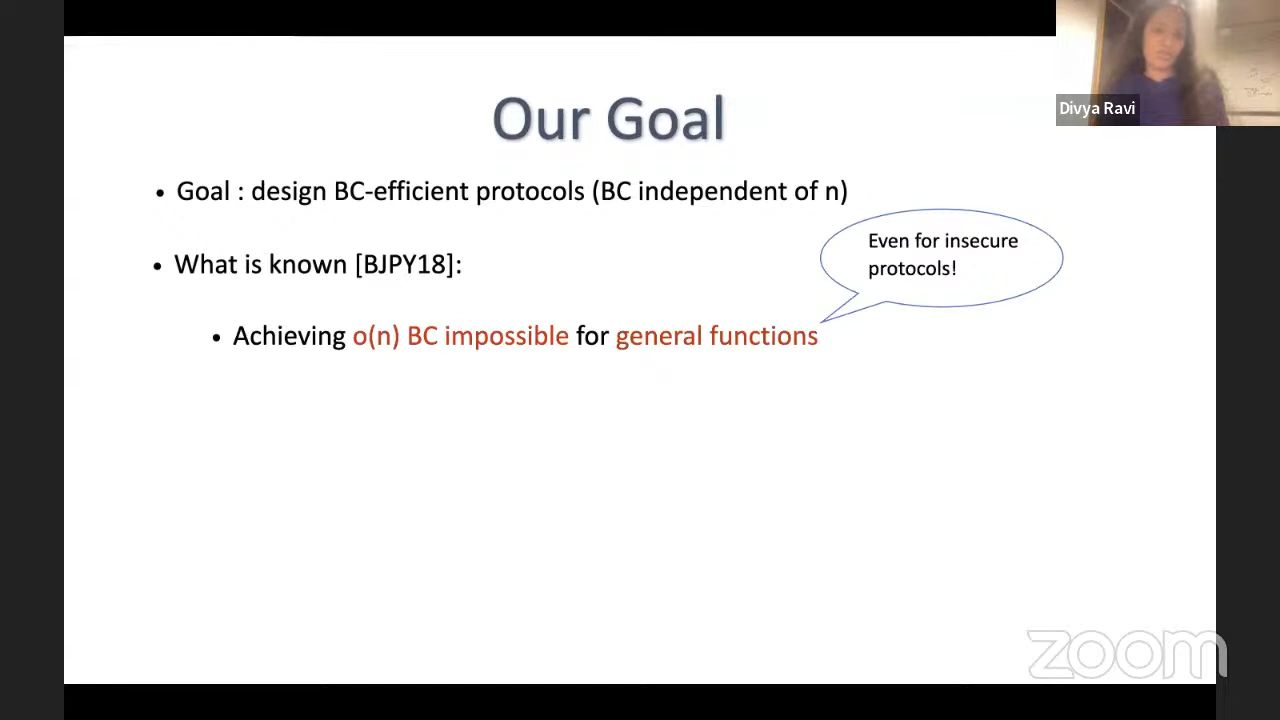 Divya Ravi
Our Goal
• Goal : design BC-efficient protocols (BC independent of n)
Even for insecure
protocols!
• What is known [BJPY18]:
• Achieving o(n) BC impossible for general functions
zoom